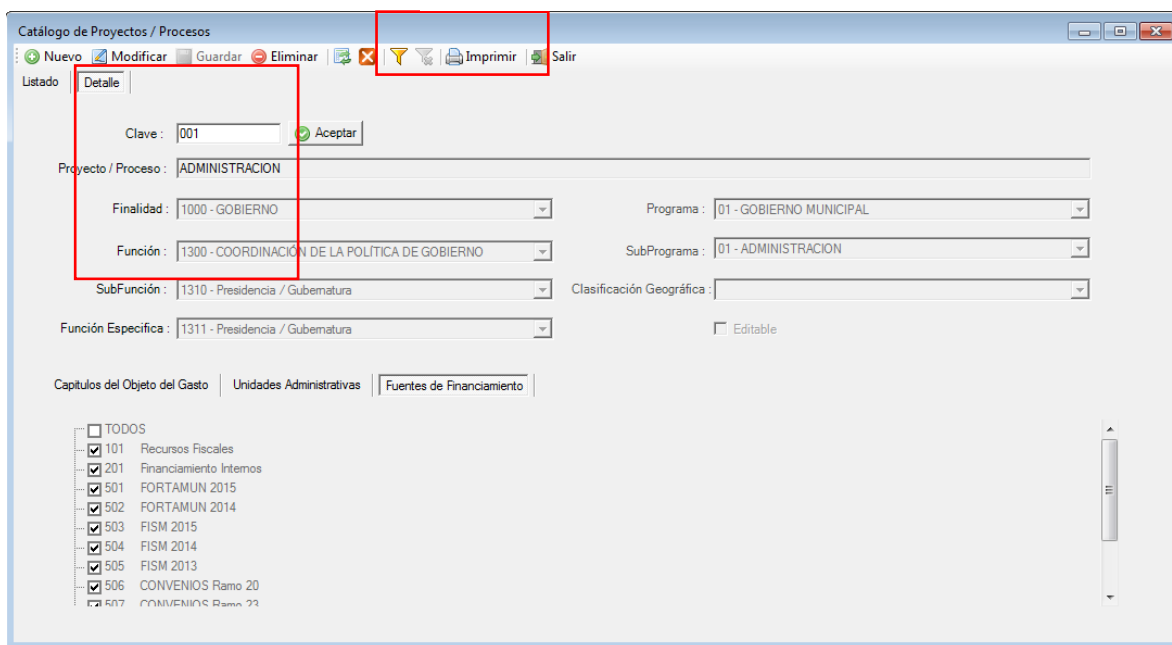 Catálogo de Proyectos / Procesos
Nuevo Modificar Guardar Eliminar Imprimir Salir
Listado Detalle
Clave : 001 Aceptar
Proyecto / Proceso : ADMINISTRACION
Finalidad : 1000 - GOBIERNO Programa : 01 - GOBIERNO MUNICIPAL
Función : 1300 - COORDINACIÓN DE LA POLÍTICA DE GOBIERNO SubPrograma : 01 - ADMINISTRACION
SubFunción : 1310 - Presidencia / Gubernatura Clasificación Geográfica :
Función Especifica : 1311 - Presidencia / Gubernatura Editable
Capitulos del Objeto del Gasto Unidades Administrativas Fuentes de Financiamiento
TODOS
101 Recursos Fiscales
201 Financiamiento Internos
501 FORTAMUN 2015
502 FORTAMUN 2014
503 FISM 2015
504 FISM 2014
505 FISM 2013
506 CONVENIOS Ramo 20
507 CONVENIOS Ramo 23